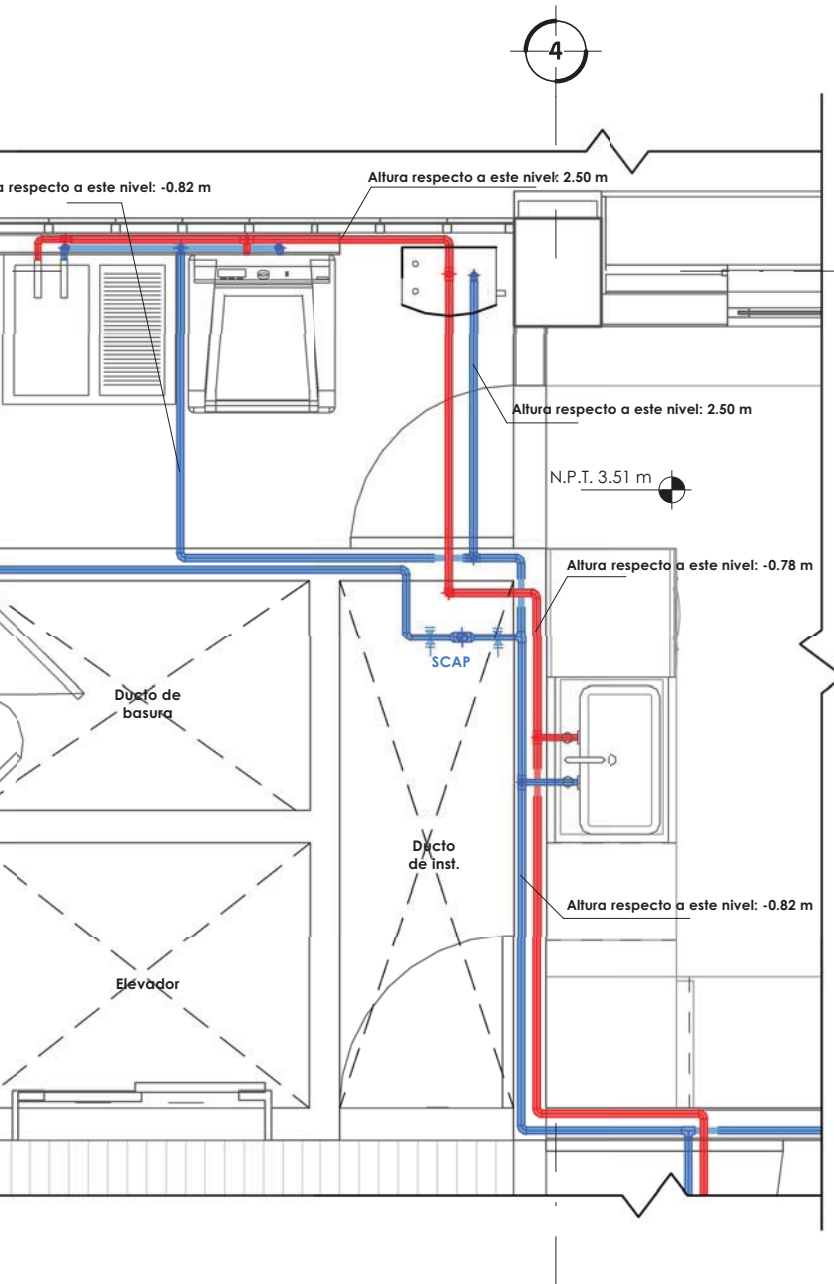 4
a respecto a este nivel: -0.82 m
Altura respecto a este nivel: 2.50 m
Altura respecto a este nivel: 2.50 m
N.P.T. 3.51 m
Altura respecto a este nivel: -0.78 m
SCAP
Ducto de
basura
Ducto
de inst.
Altura respecto a este nivel: -0.82 m
Elevador